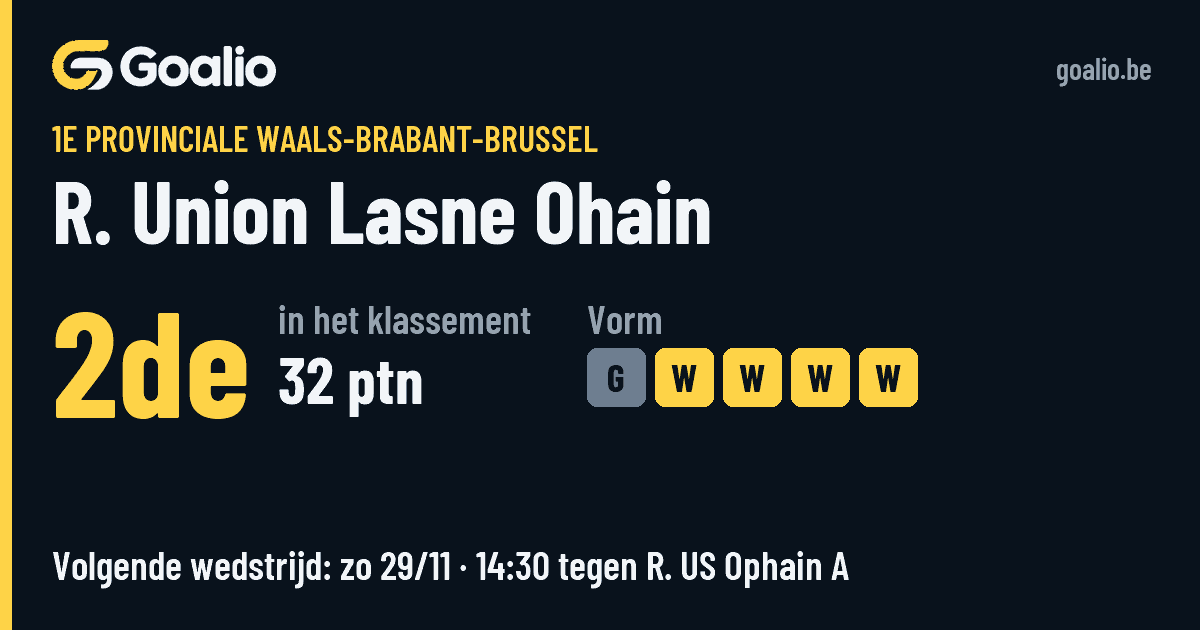 Goalio
goalio.be
1E PROVINCIALE WAALS-BRABANT-BRUSSEL
R. Union Lasne Ohain
2de
in het klassement
32 ptn
Vorm
G W W W W
Volgende wedstrijd: zo 29/11 · 14:30 tegen R. US Ophain A